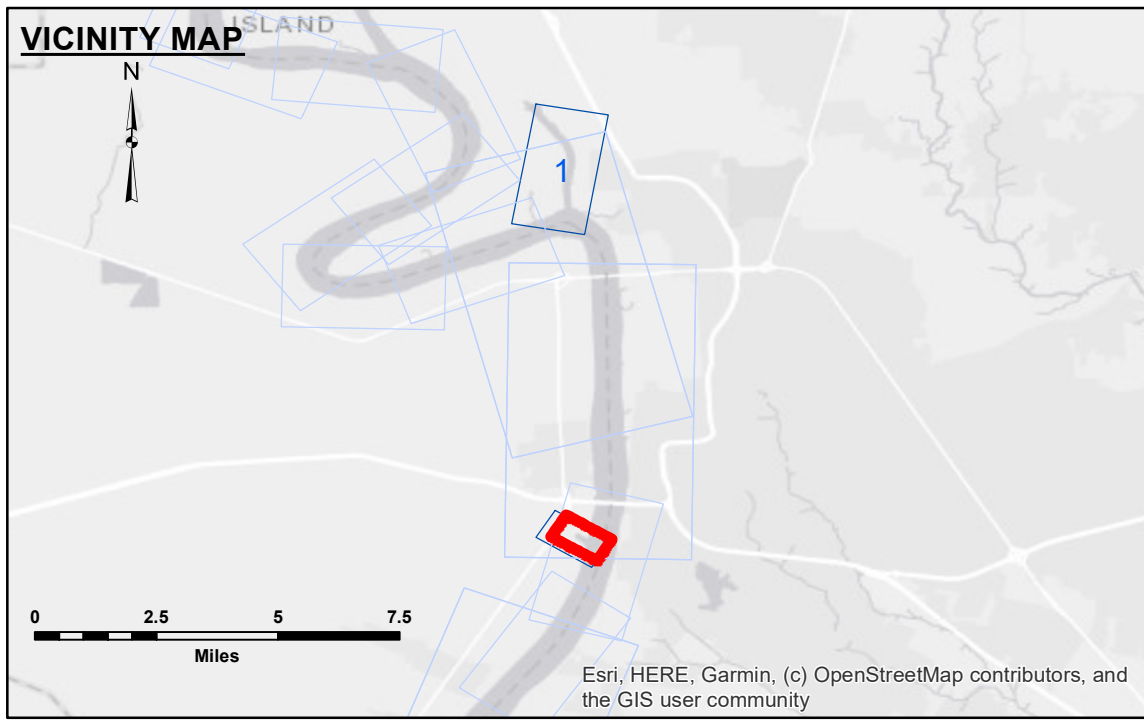 ISLAND
VICINITY MAP
N
1
0 2.5 5 7.5
Miles
Esri, HERE, Garmin, (c) OpenStreetMap contributors, and
the GIS user community